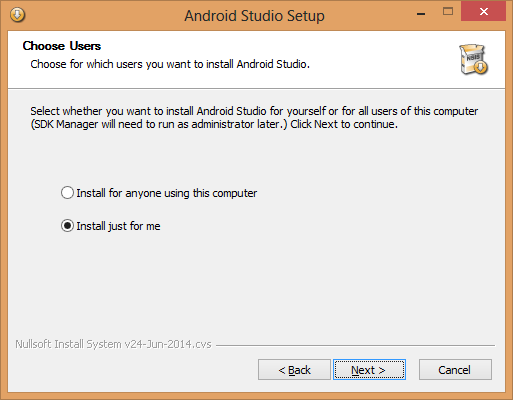 Android Studio Setup
Choose Users
Choose for which users you want to install Android Studio.
NSIS
Select whether you want to install Android Studio for yourself or for all users of this computer
(SDK Manager will need to run as administrator later.) Click Next to continue.
Install for anyone using this computer
Install just for me
Nullsoft Install System v24-Jun-2014.cvs
< Back
Next >
Cancel